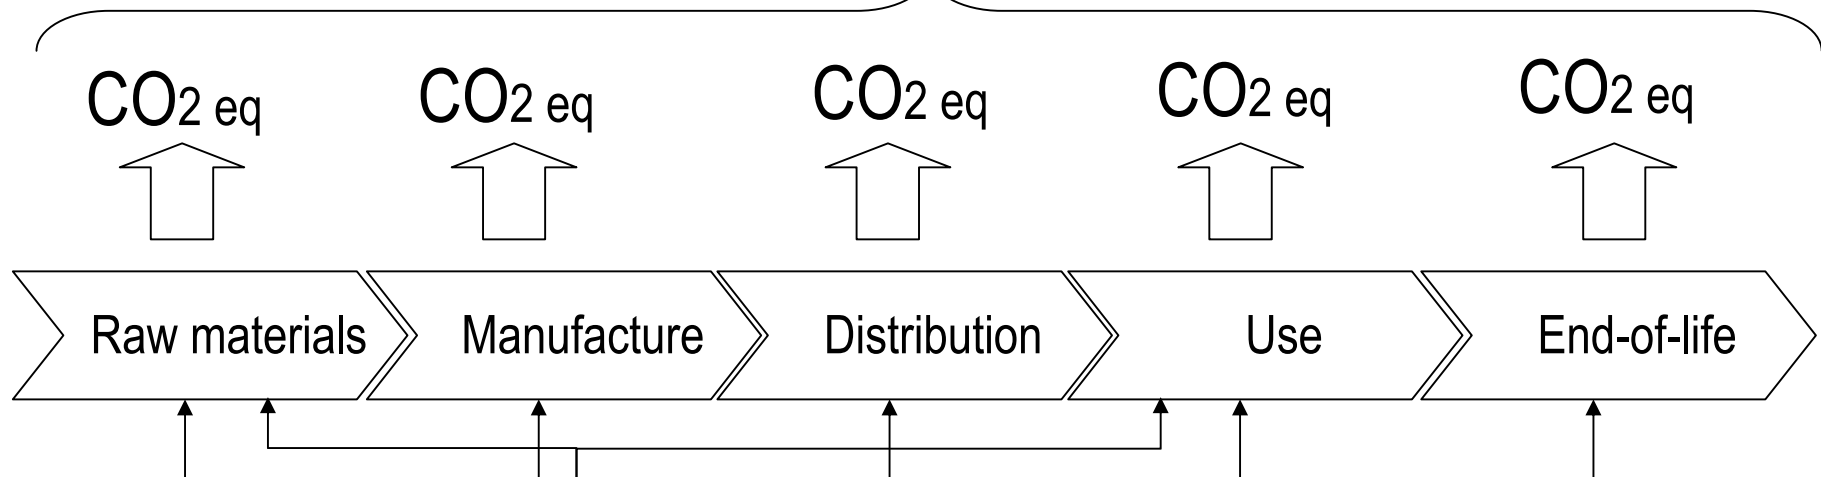 CO2 eq CO2 eq CO2 eq CO2 eq CO2 eq
Raw materials Manufacture Distribution Use End-of-life